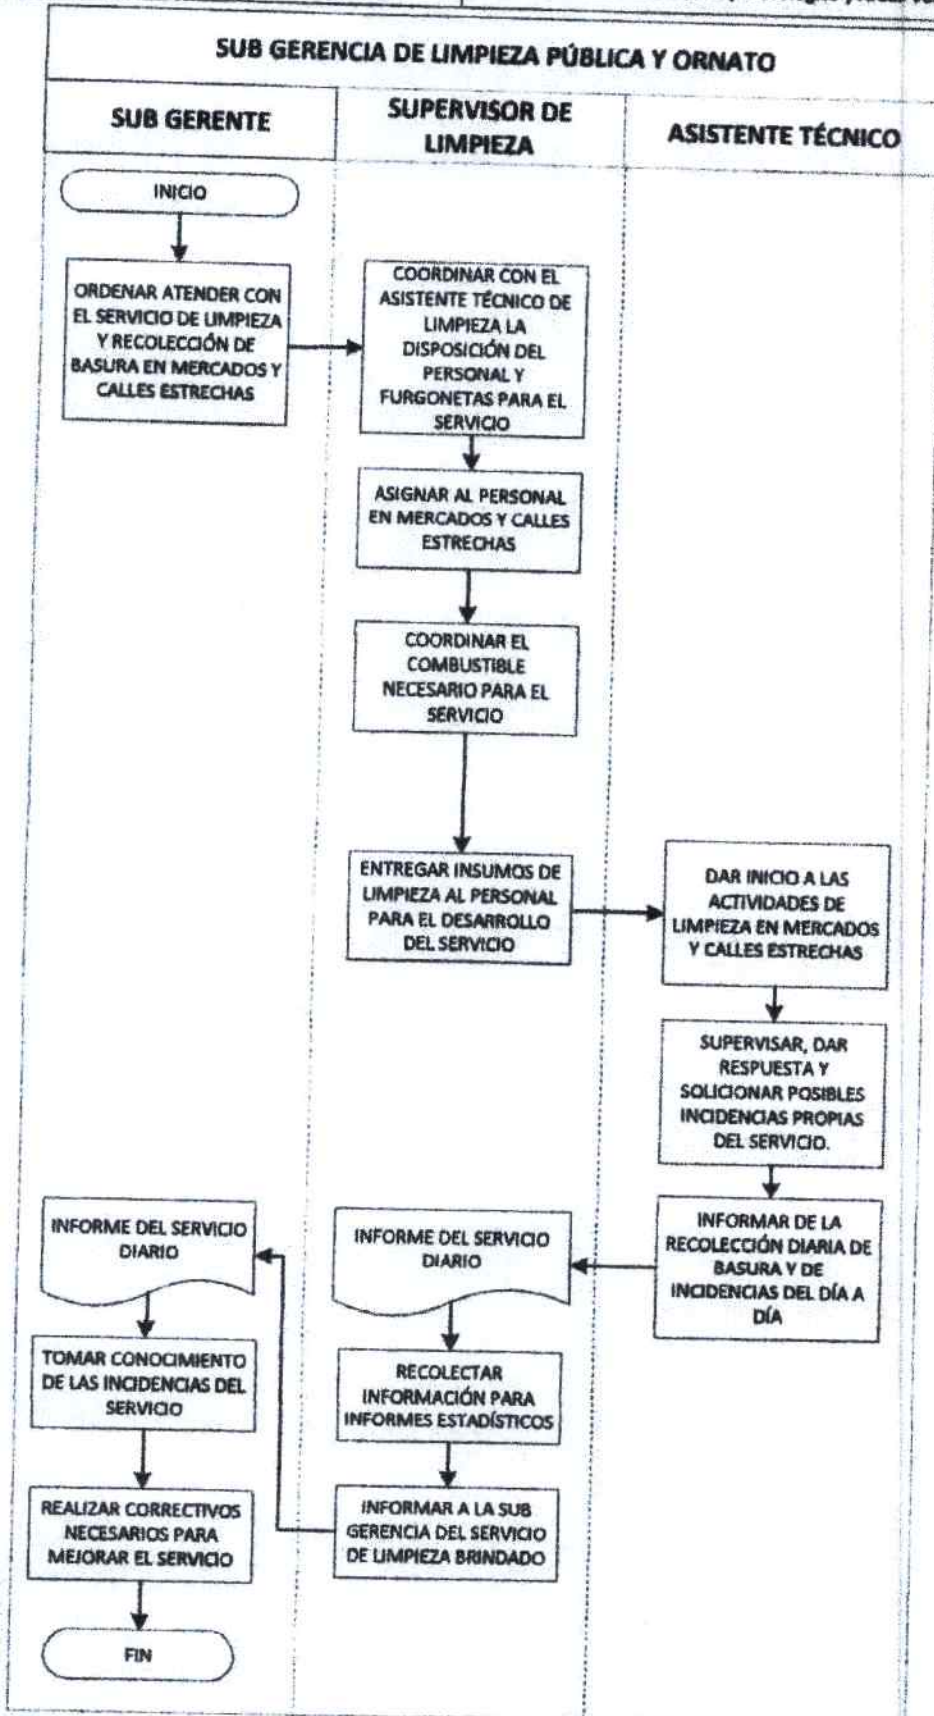 SUB GERENCIA DE LIMPIEZA PÚBLICA Y ORNATO
SUB GERENTE
SUPERVISOR DE
LIMPIEZA
ASISTENTE TÉCNICO
INICIO
ORDENAR ATENDER CON
EL SERVICIO DE LIMPIEZA
Y RECOLECCIÓN DE
BASURA EN MERCADOS Y
CALLES ESTRECHAS
COORDINAR CON EL
ASISTENTE TÉCNICO DE
LIMPIEZA LA
DISPOSICIÓN DEL
PERSONAL Y
FURGONETAS PARA EL
SERVICIO
ASIGNAR AL PERSONAL
EN MERCADOS Y CALLES
ESTRECHAS
COORDINAR EL
COMBUSTIBLE
NECESARIO PARA EL
SERVICIO
ENTREGAR INSUMOS DE
LIMPIEZA AL PERSONAL
PARA EL DESARROLLO
DEL SERVICIO
DAR INICIO A LAS
ACTIVIDADES DE
LIMPIEZA EN MERCADOS
Y CALLES ESTRECHAS
SUPERVISAR, DAR
RESPUESTA Y
SOLICIONAR POSIBLES
INCIDENCIAS PROPIAS
DEL SERVICIO.
INFORMAR DE LA
RECOLECCIÓN DIARIA DE
BASURA Y DE
INCIDENCIAS DEL DÍA A
DÍA
INFORME DEL SERVICIO
DIARIO
RECOLECTAR
INFORMACIÓN PARA
INFORMES ESTADÍSTICOS
INFORMAR A LA SUB
GERENCIA DEL SERVICIO
DE LIMPIEZA BRINDADO
INFORME DEL SERVICIO
DIARIO
TOMAR CONOCIMIENTO
DE LAS INCIDENCIAS DEL
SERVICIO
REALIZAR CORRECTIVOS
NECESARIOS PARA
MEJORAR EL SERVICIO
FIN